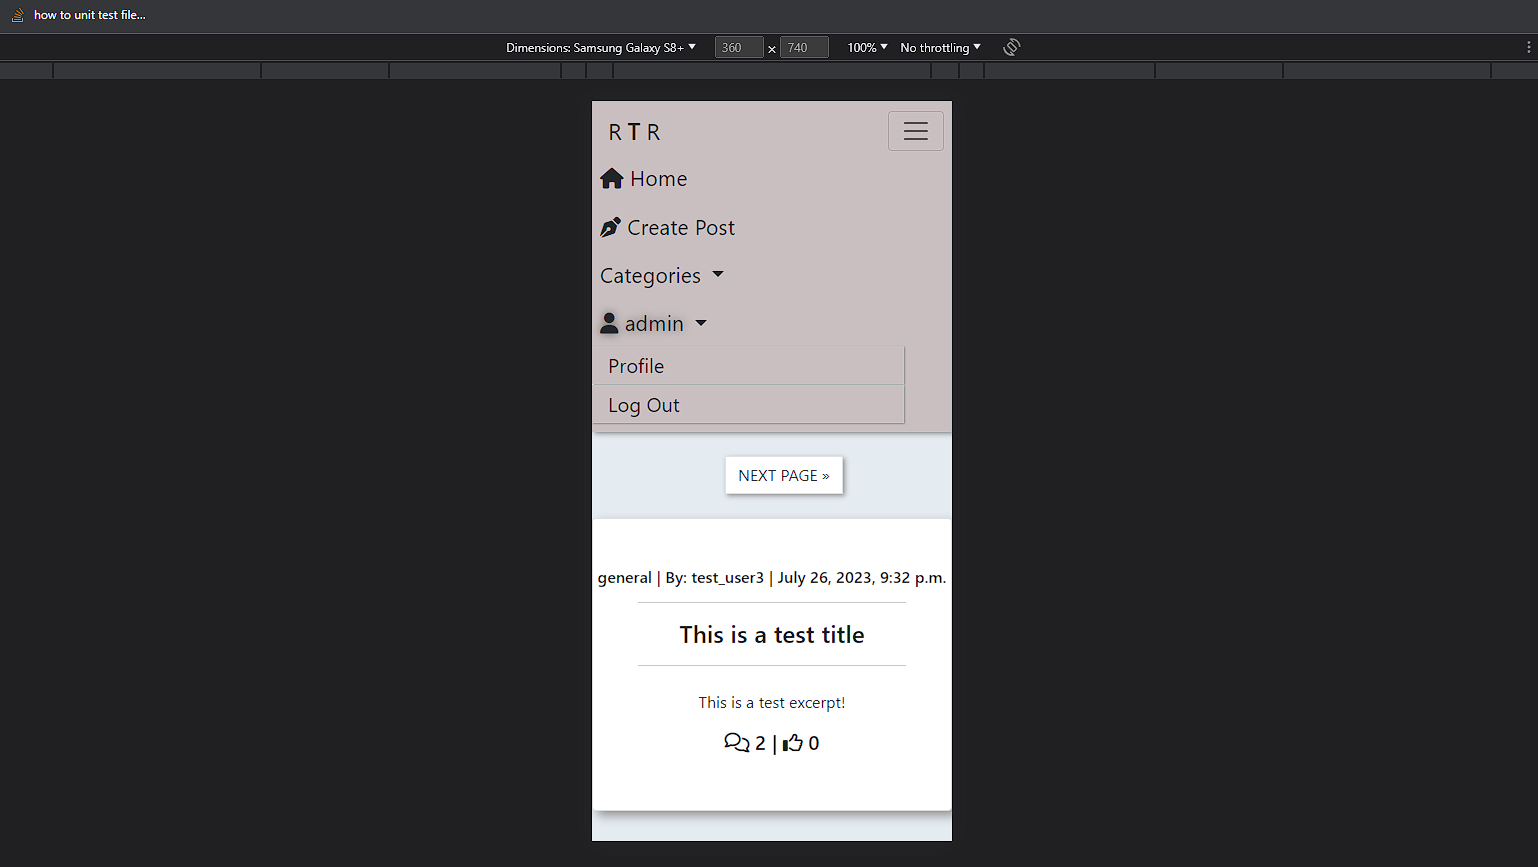 how to unit test file...
Dimensions: Samsung Galaxy S8+ 360 x 740 100% No throttling
R T R
Home
Create Post
Categories
admin
Profile
Log Out
NEXT PAGE »
general | By: test_user3 | July 26, 2023, 9:32 p.m.
This is a test title
This is a test excerpt!
2 | 0